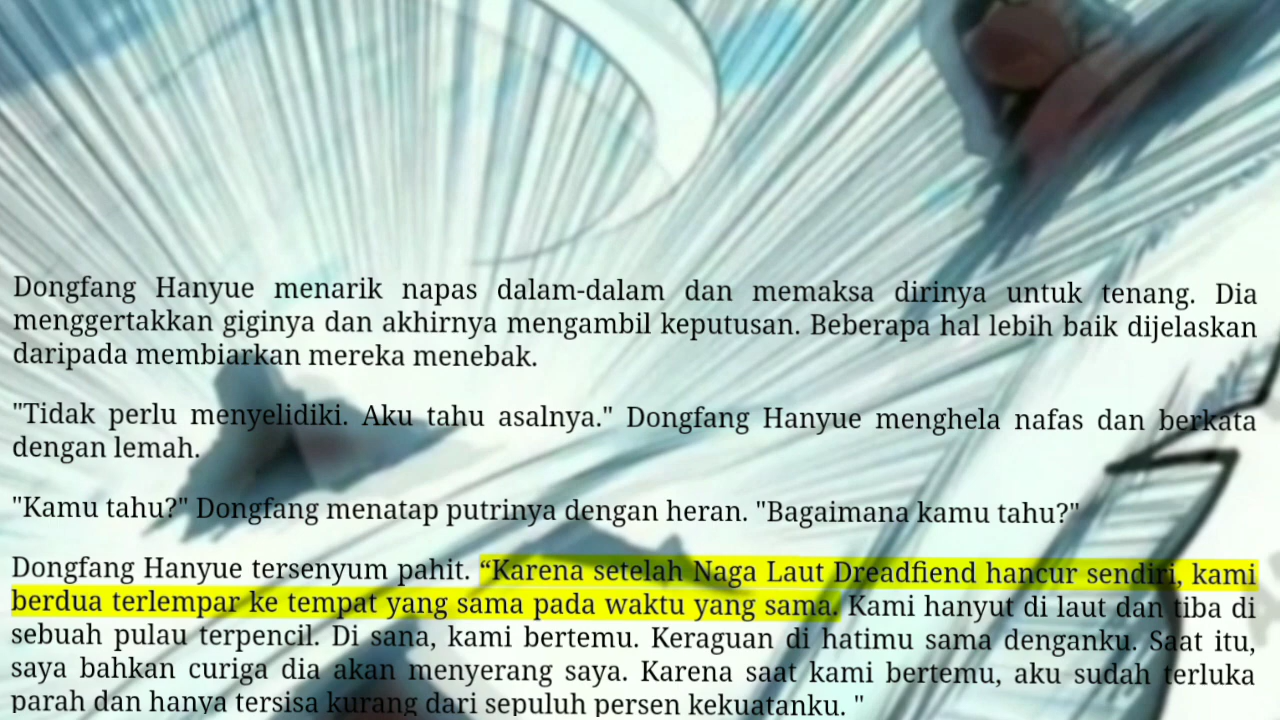 Dongfang Hanyue menarik napas dalam-dalam dan memaksa dirinya untuk tenang. Dia
menggertakkan giginya dan akhirnya mengambil keputusan. Beberapa hal lebih baik dijelaskan
daripada membiarkan mereka menebak.
"Tidak perlu menyelidiki. Aku tahu asalnya." Dongfang Hanyue menghela nafas dan berkata
dengan lemah.
"Kamu tahu?" Dongfang menatap putrinya dengan heran. "Bagaimana kamu tahu?"
Dongfang Hanyue tersenyum pahit. “Karena setelah Naga Laut Dreadfiend hancur sendiri, kami
berdua terlempar ke tempat yang sama pada waktu yang sama. Kami hanyut di laut dan tiba di
sebuah pulau terpencil. Di sana, kami bertemu. Keraguan di hatimu sama denganku. Saat itu,
saya bahkan curiga dia akan menyerang saya. Karena saat kami bertemu, aku sudah terluka
parah dan hanya tersisa kurang dari sepuluh persen kekuatanku. "